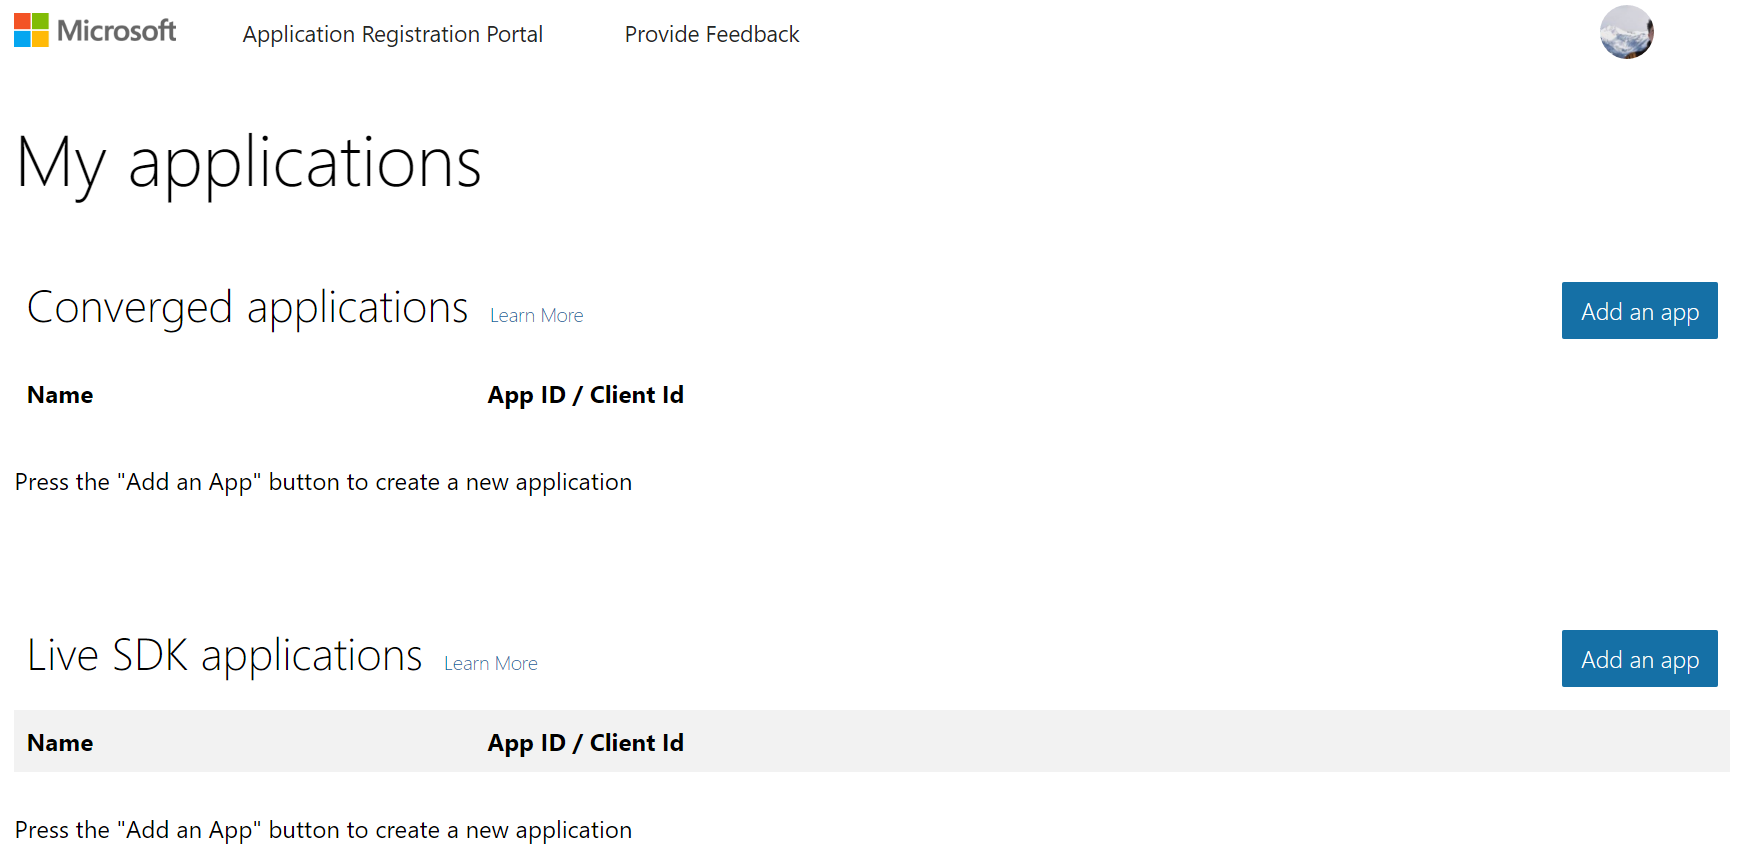 Microsoft Application Registration Portal Provide Feedback
My applications
Converged applications Learn More Add an app
Name App ID / Client Id
Press the "Add an App" button to create a new application
Live SDK applications Learn More Add an app
Name App ID / Client Id
Press the "Add an App" button to create a new application